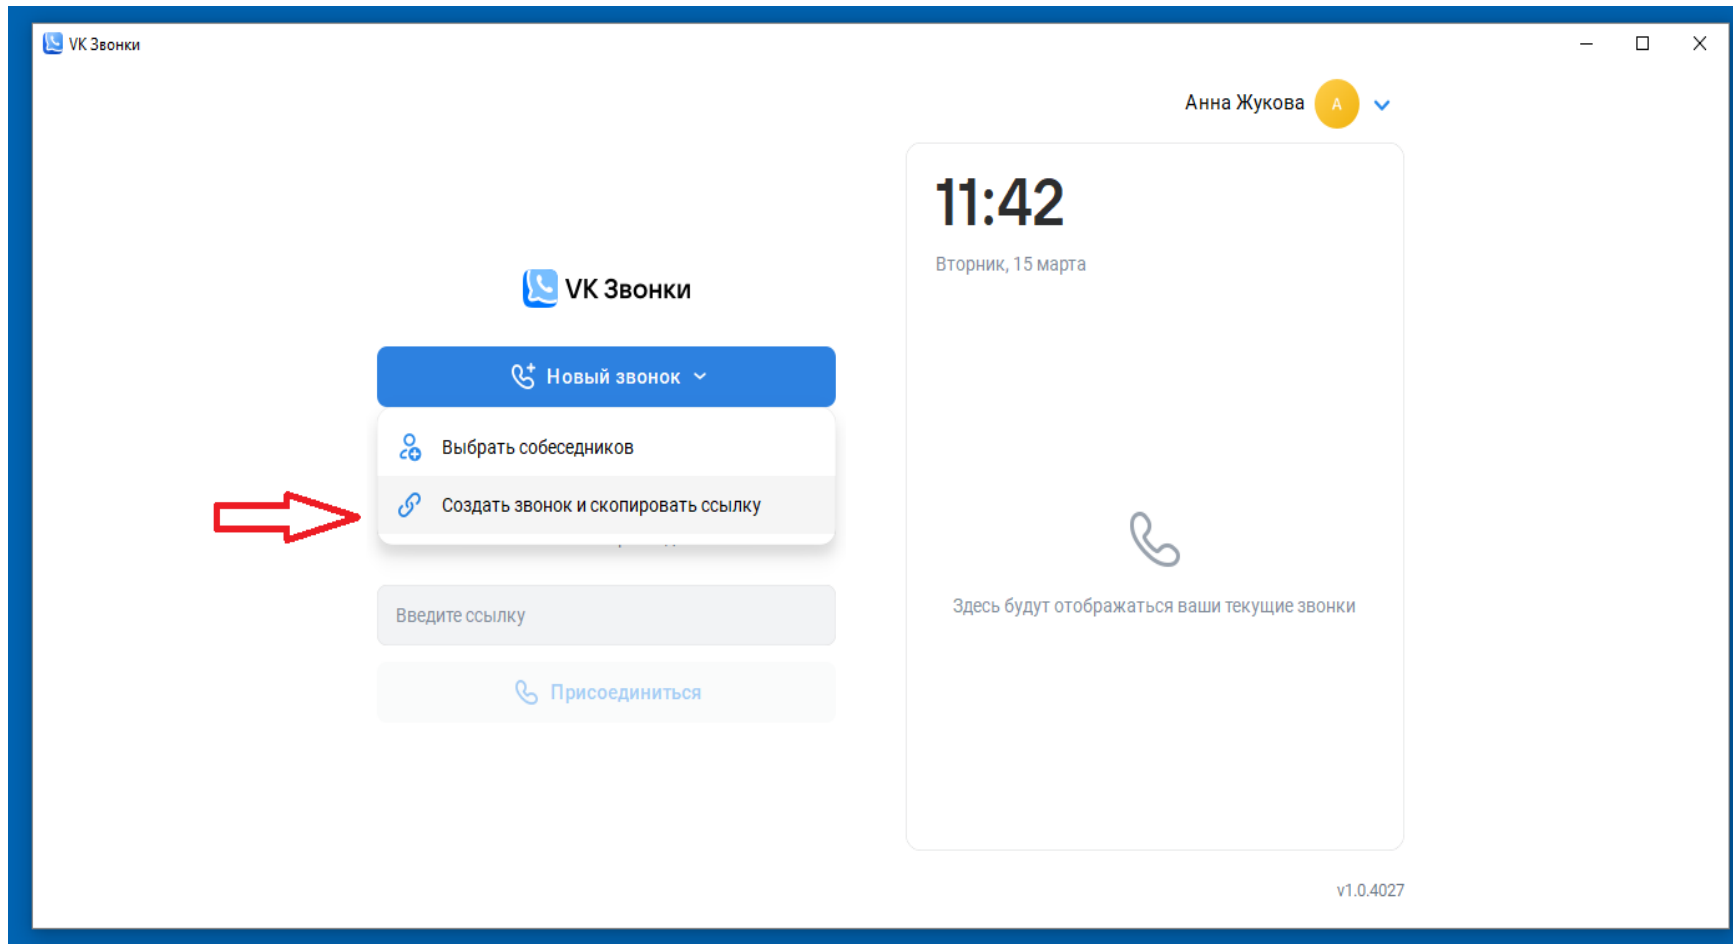 VK Звонки
Анна Жукова
А
11:42
Вторник, 15 марта
VK Звонки
Новый звонок
Выбрать собеседников
Создать звонок и скопировать ссылку
Введите ссылку
Присоединиться
Здесь будут отображаться ваши текущие звонки
v1.0.4027